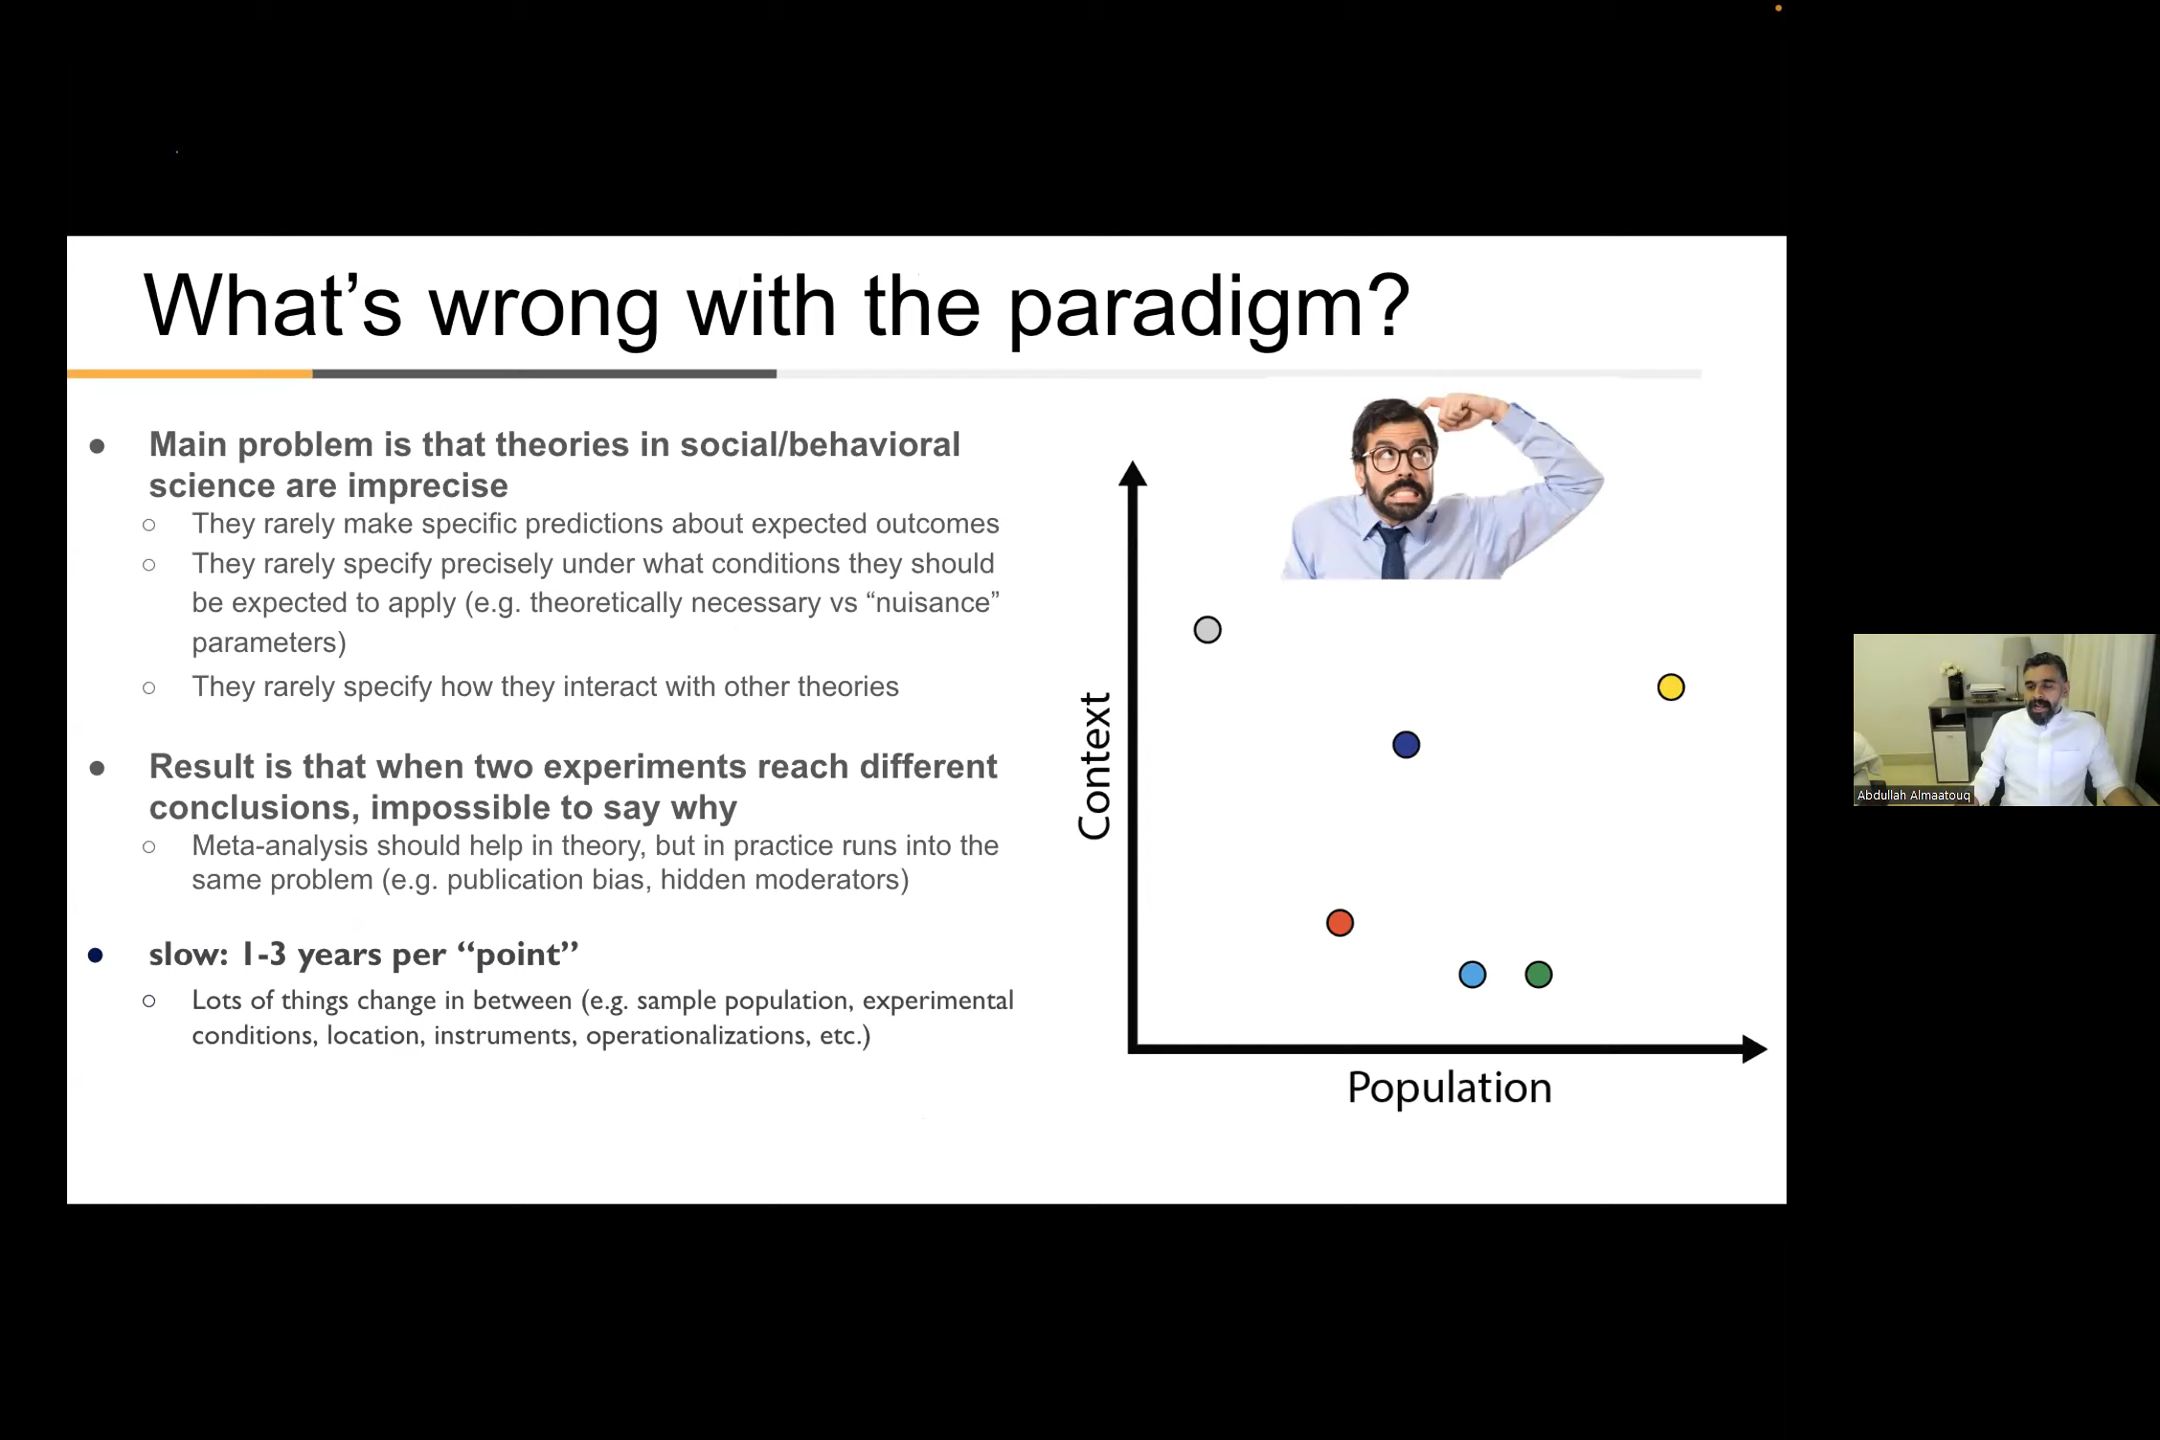 What’s wrong with the paradigm?
● Main problem is that theories in social/behavioral
science are imprecise
○ They rarely make specific predictions about expected outcomes
○ They rarely specify precisely under what conditions they should
be expected to apply (e.g. theoretically necessary vs “nuisance”
parameters)
○ They rarely specify how they interact with other theories
● Result is that when two experiments reach different
conclusions, impossible to say why
○ Meta-analysis should help in theory, but in practice runs into the
same problem (e.g. publication bias, hidden moderators)
● slow: 1-3 years per “point”
○ Lots of things change in between (e.g. sample population, experimental
conditions, location, instruments, operationalizations, etc.)
Context
Population
Abdullah Almaatouq